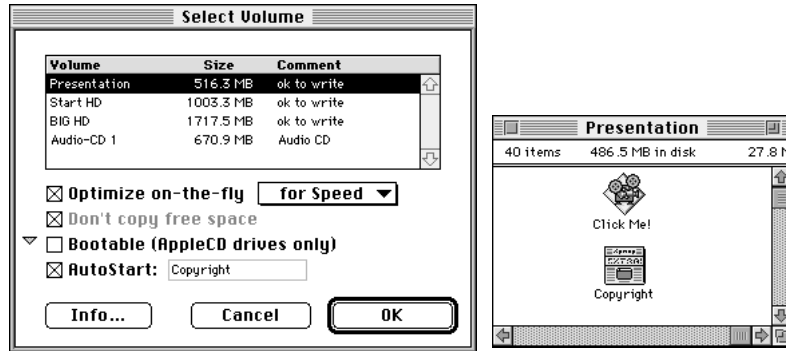 Select Volume
Volume Size Comment
Presentation 516.3 MB ok to write
Start HD 1003.3 MB ok to write
BIG HD 1717.5 MB ok to write
Audio-CD 1 670.9 MB Audio CD
Optimize on-the-fly for Speed
Don't copy free space
Bootable (AppleCD drives only)
AutoStart: Copyright
Info... Cancel OK
Presentation
40 items 486.5 MB in disk 27.8 M
Click Me!
EXTRA!
Copyright